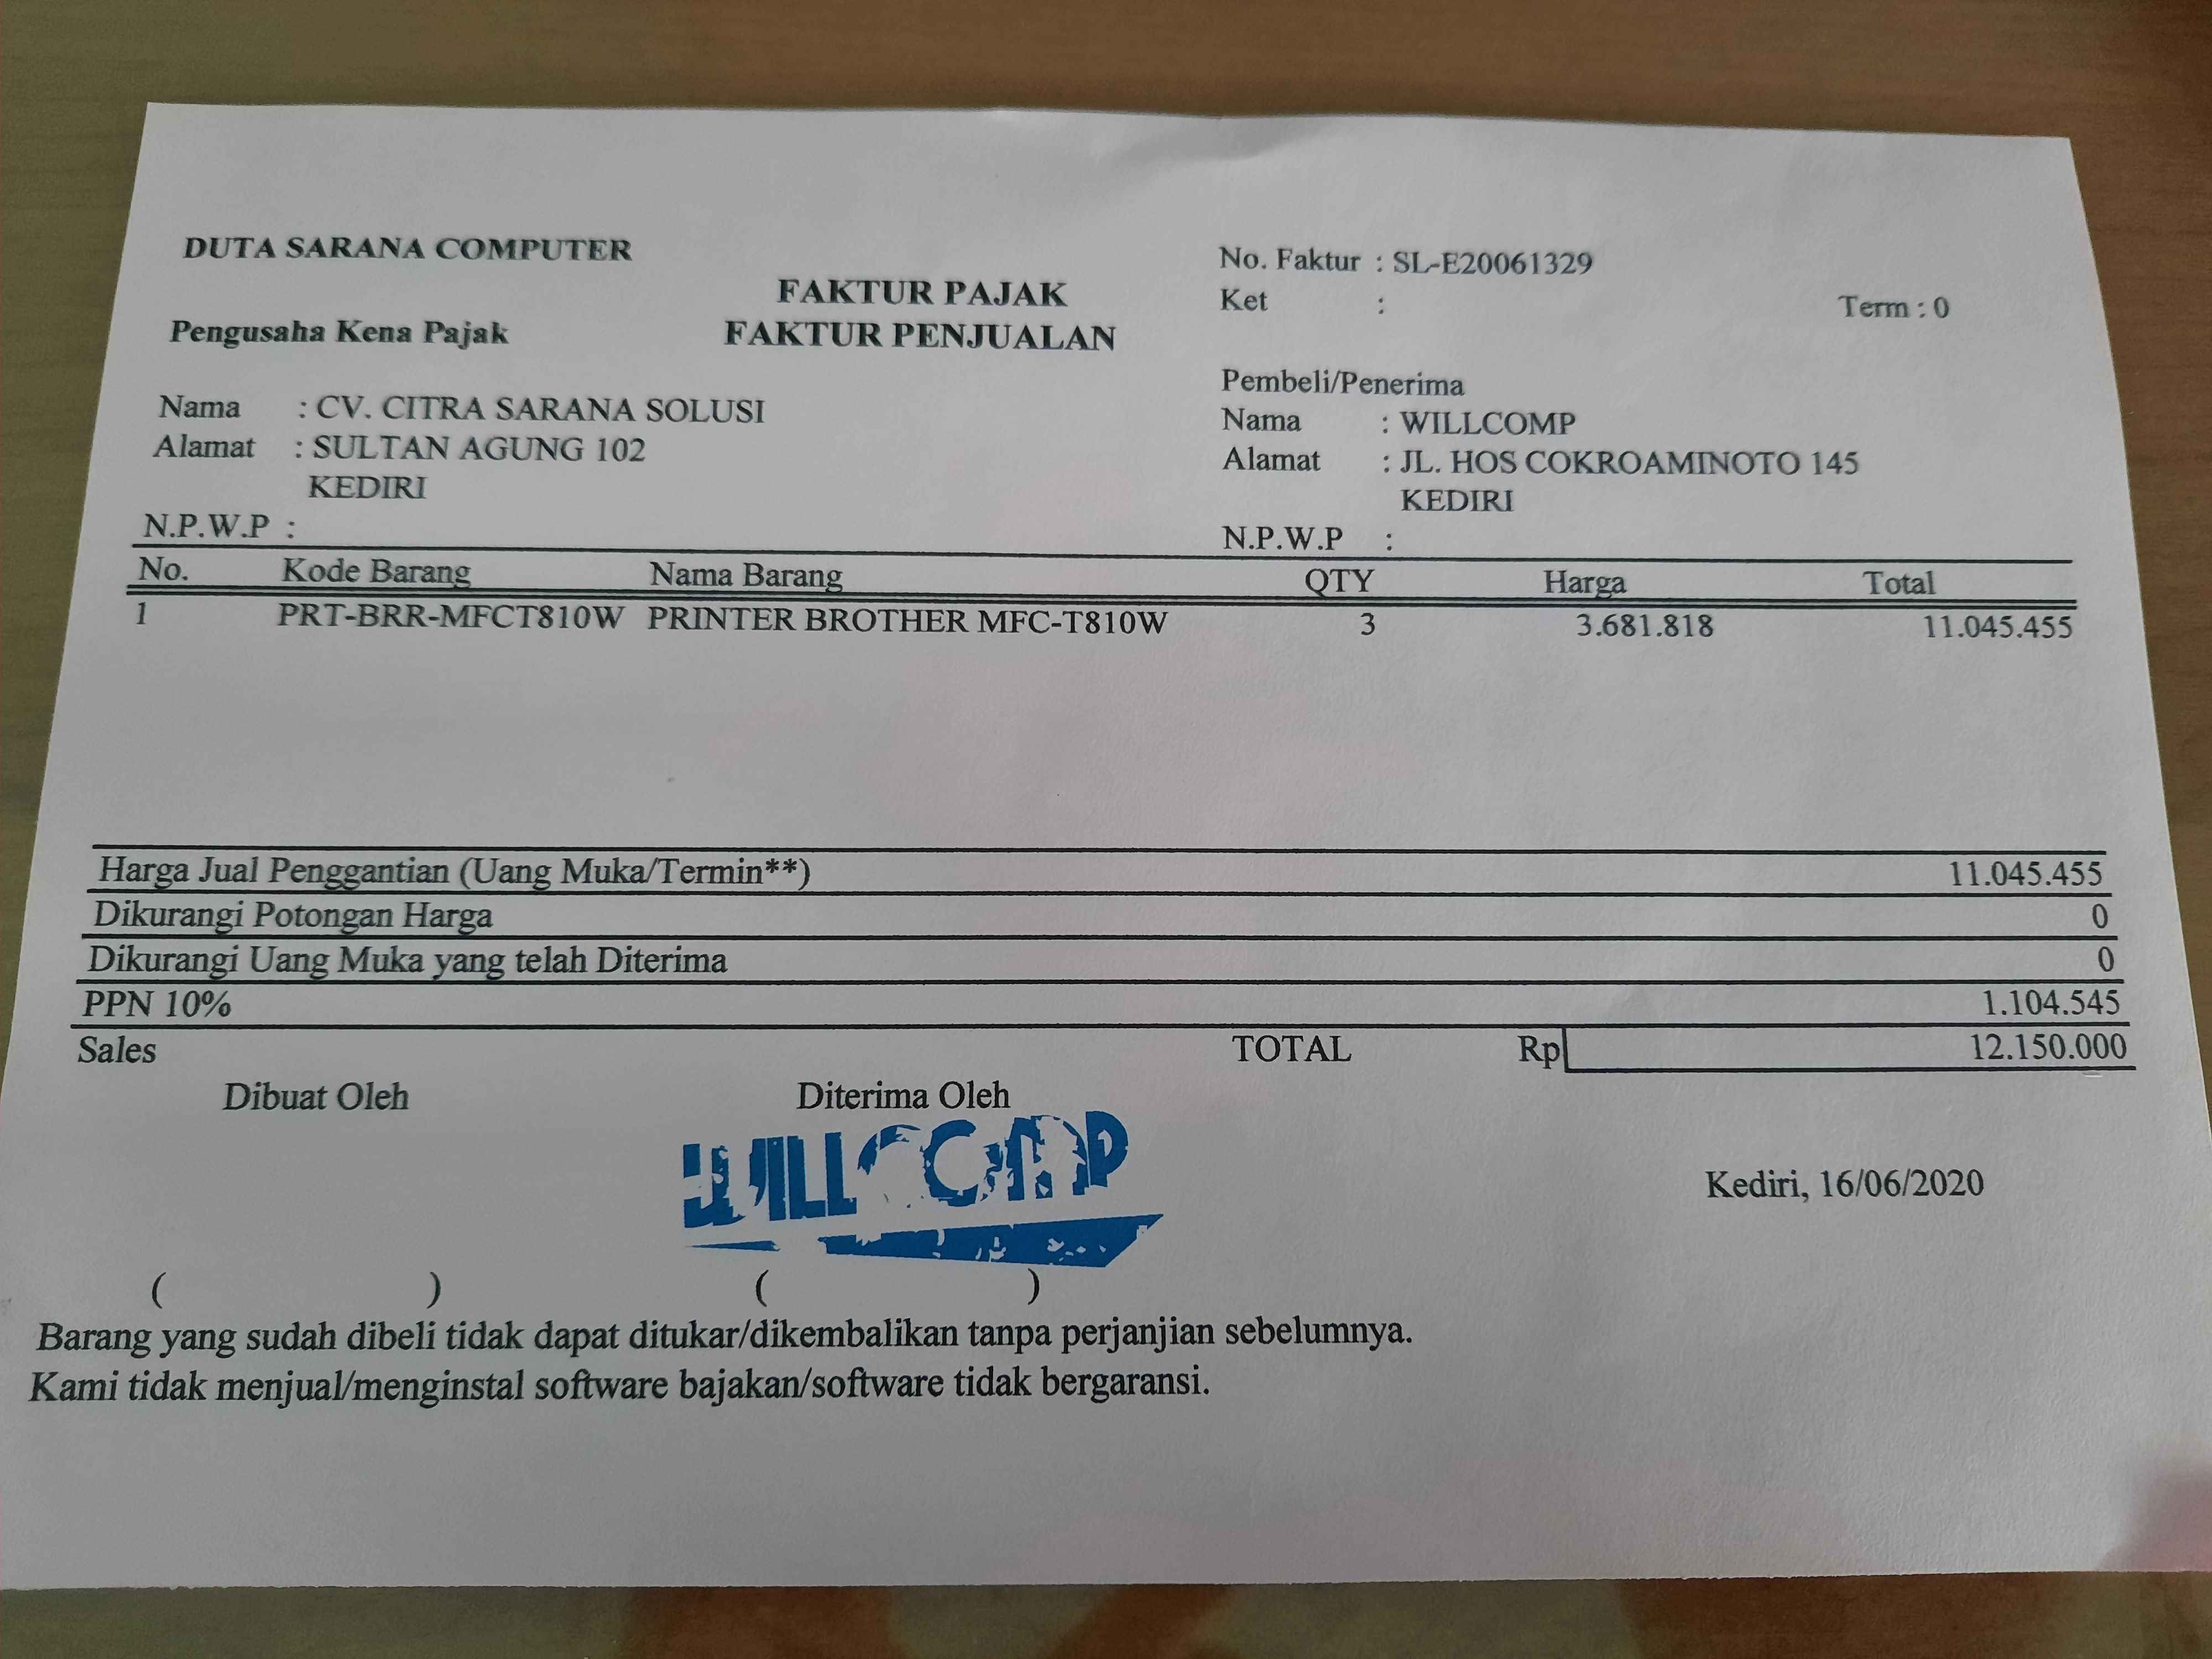 DUTA SARANA COMPUTER
FAKTUR PAJAK
FAKTUR PENJUALAN
Pengusaha Kena Pajak
Nama : CV. CITRA SARANA SOLUSI
Alamat : SULTAN AGUNG 102
KEDIRI
N.P.W.P :
No. Faktur : SL-E20061329
Ket :
Term : 0
Pembeli/Penerima
Nama : WILLCOMP
Alamat : JL. HOS COKROAMINOTO 145
KEDIRI
N.P.W.P :
No. Kode Barang Nama Barang QTY Harga Total
1 PRT-BRR-MFCT810W PRINTER BROTHER MFC-T810W 3 3.681.818 11.045.455
Harga Jual Penggantian (Uang Muka/Termin**) 11.045.455
Dikurangi Potongan Harga 0
Dikurangi Uang Muka yang telah Diterima 0
PPN 10% 1.104.545
Sales TOTAL Rp 12.150.000
Dibuat Oleh Diterima Oleh
WILLCOMP
Kediri, 16/06/2020
( ) ( )
Barang yang sudah dibeli tidak dapat ditukar/dikembalikan tanpa perjanjian sebelumnya.
Kami tidak menjual/menginstal software bajakan/software tidak bergaransi.